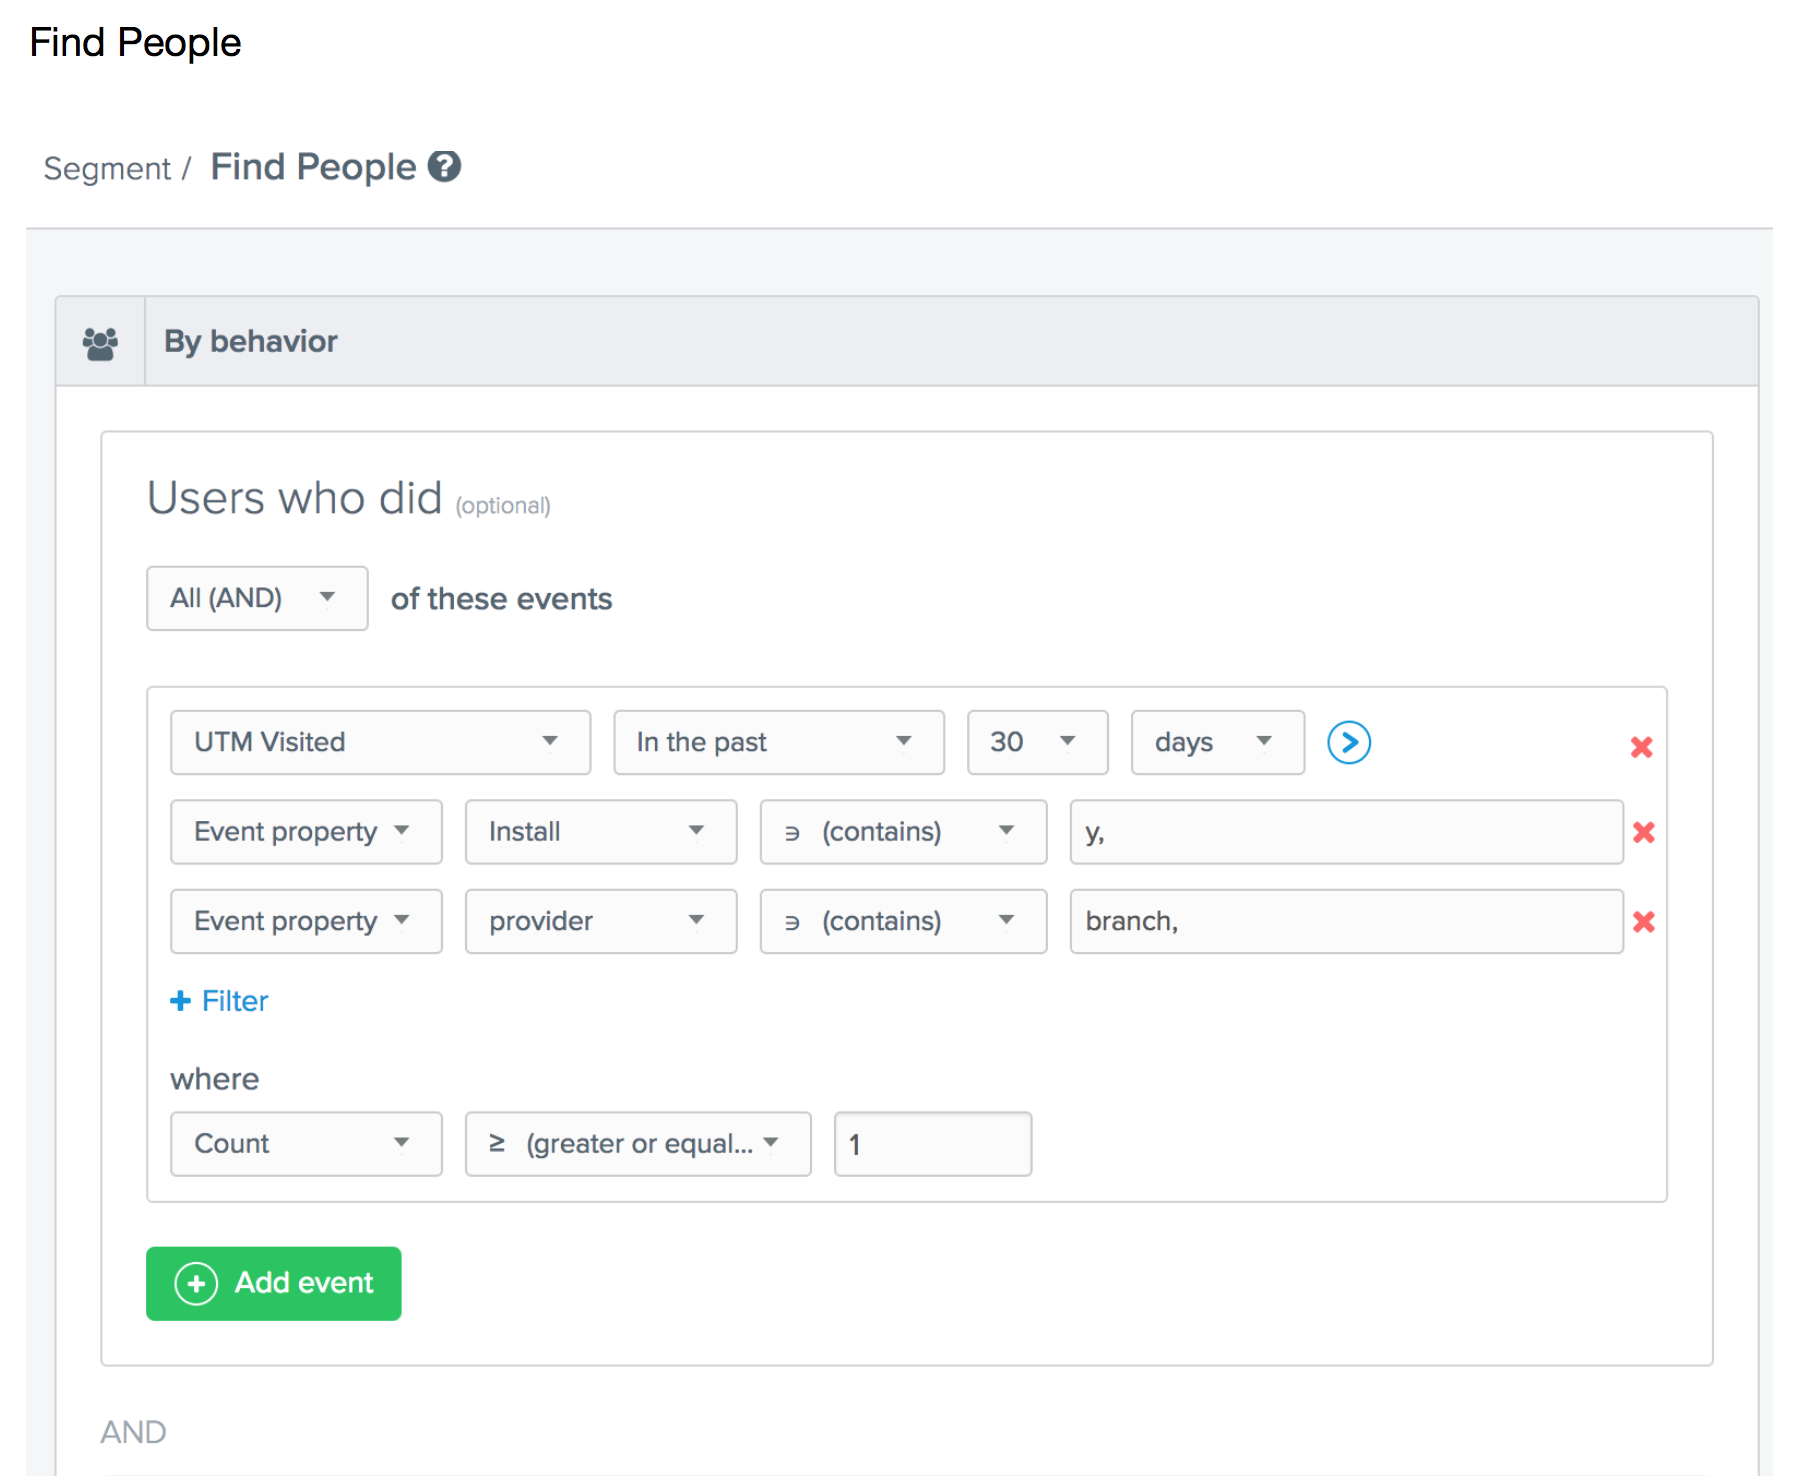 Find People
Segment / Find People ?
By behavior
Users who did (optional)
All (AND) of these events
UTM Visited In the past 30 days
Event property Install ∋ (contains) y,
Event property provider ∋ (contains) branch,
+ Filter
where
Count ≥ (greater or equal... 1
Add event
AND